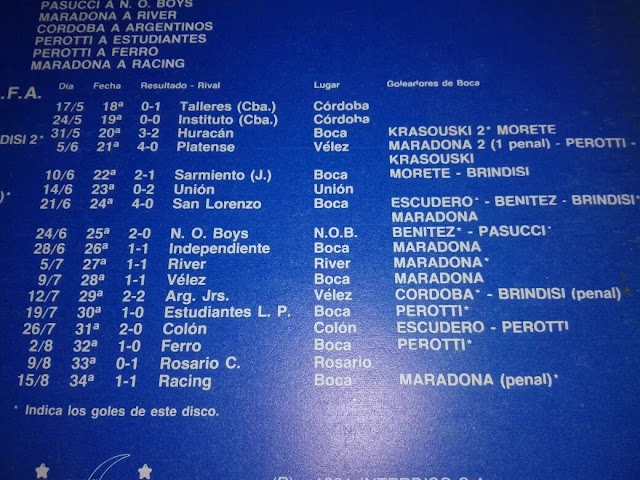 PASUCCI A N. O. BOYS
MARADONA A RIVER
CORDOBA A ARGENTINOS
PEROTTI A ESTUDIANTES
PEROTTI A FERRO
MARADONA A RACING
.F.A. Día Fecha Resultado - Rival Lugar Goleadores de Boca
17/5 18ª 0-1 Talleres (Cba.) Córdoba
24/5 19ª 0-0 Instituto (Cba.) Córdoba
DISI 2* 31/5 20ª 3-2 Huracán Boca KRASOUSKI 2* MORETE
5/6 21ª 4-0 Platense Vélez MARADONA 2 (1 penal) - PEROTTI -
KRASOUSKI
10/6 22ª 2-1 Sarmiento (J.) Boca MORETE - BRINDISI
)* 14/6 23ª 0-2 Unión Unión
21/6 24ª 4-0 San Lorenzo Boca ESCUDERO* - BENITEZ - BRINDISI*
MARADONA
24/6 25ª 2-0 N. O. Boys N.O.B. BENITEZ* - PASUCCI*
28/6 26ª 1-1 Independiente Boca MARADONA
5/7 27ª 1-1 River River MARADONA*
9/7 28ª 1-1 Vélez Boca MARADONA
12/7 29ª 2-2 Arg. Jrs. Vélez CORDOBA* - BRINDISI (penal)*
19/7 30ª 1-0 Estudiantes L. P. Boca PEROTTI*
26/7 31ª 2-0 Colón Colón ESCUDERO - PEROTTI
2/8 32ª 1-0 Ferro Boca PEROTTI*
9/8 33ª 0-1 Rosario C. Rosario
15/8 34ª 1-1 Racing Boca MARADONA (penal)*
* Indica los goles de este disco.